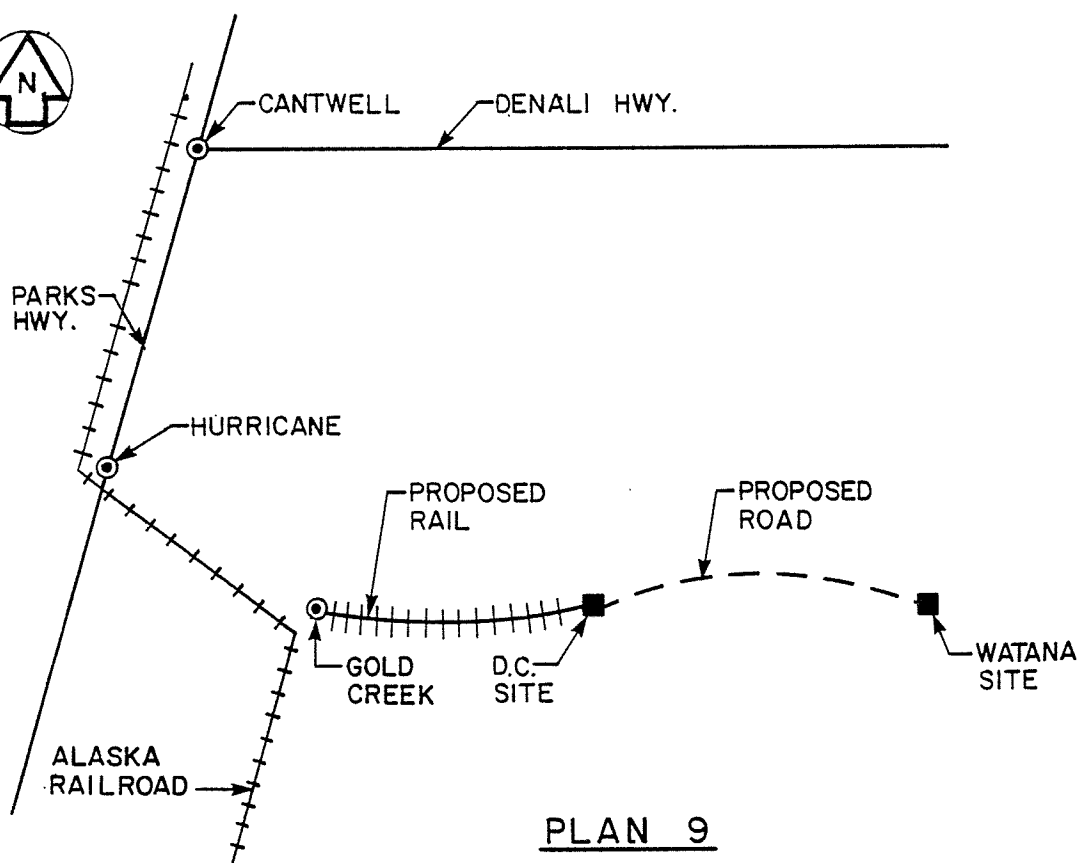 N
CANTWELL
DENALI HWY.
PARKS
HWY.
HURRICANE
PROPOSED
RAIL
PROPOSED
ROAD
GOLD
CREEK
D.C.
SITE
WATANA
SITE
ALASKA
RAILROAD
PLAN 9